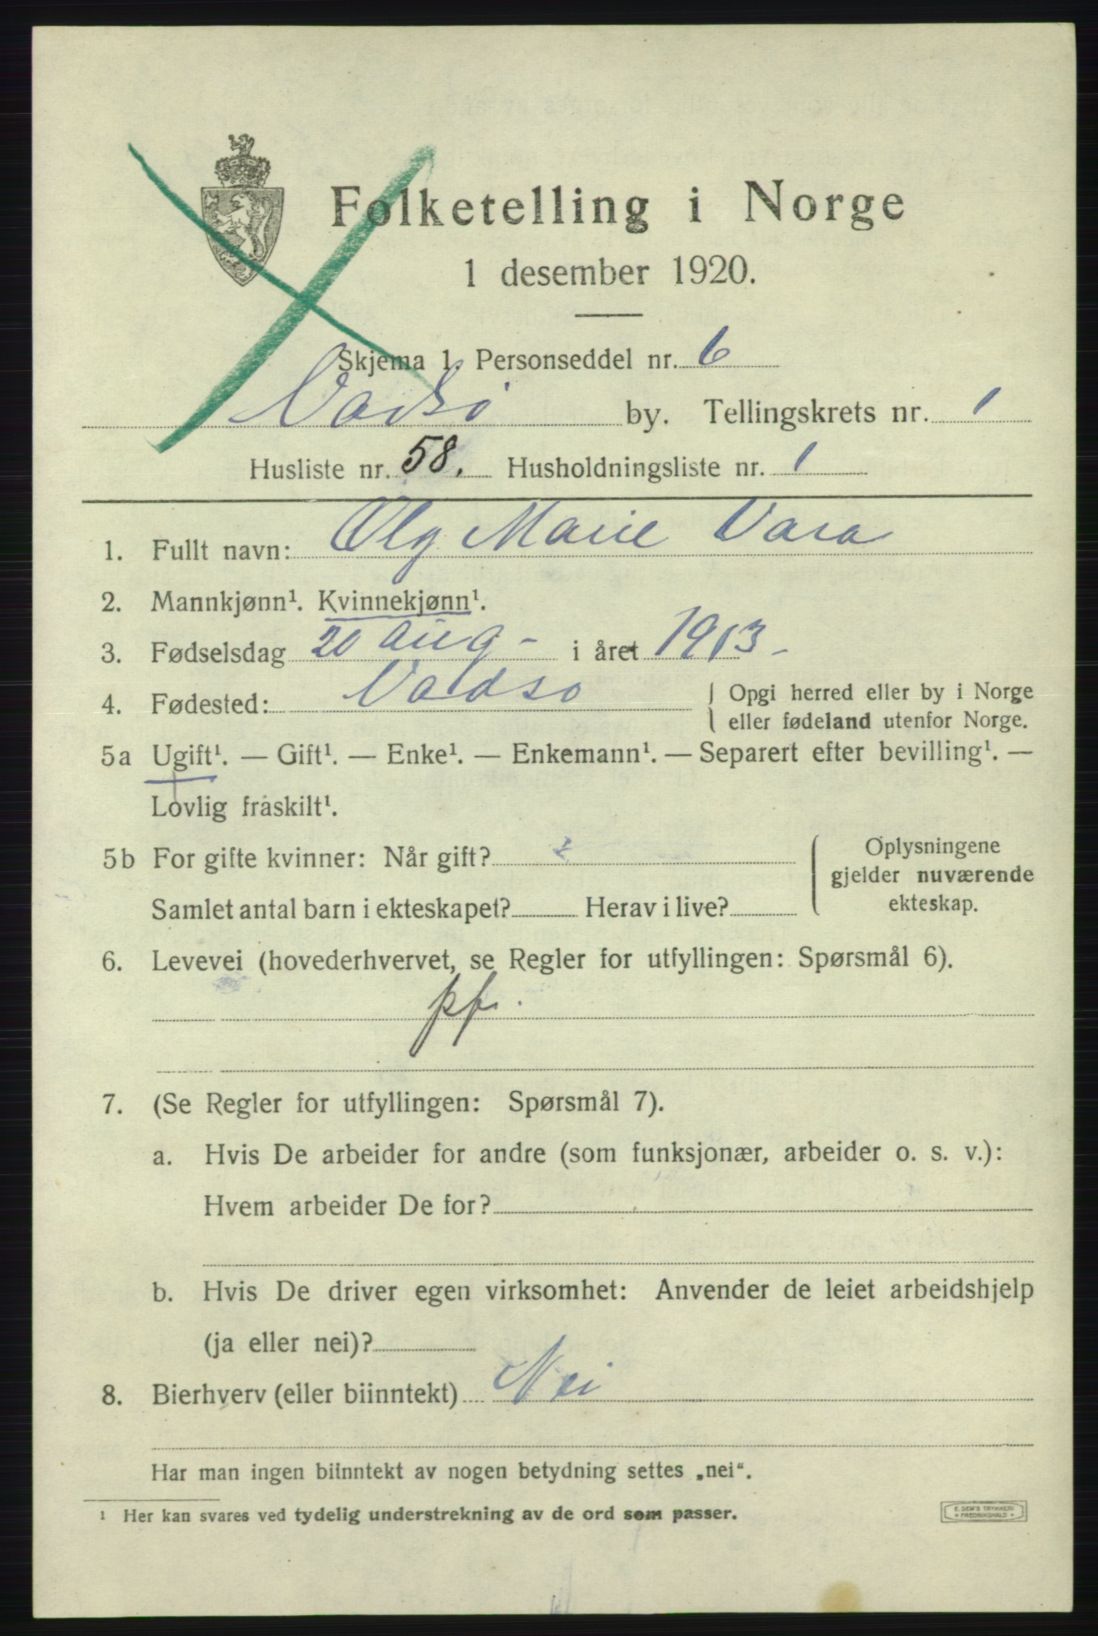 Folketelling i Norge
1 desember 1920.
Skjema 1. Personseddel nr. 6
Vadsø by. Tellingskrets nr. 1
Husliste nr. 58. Husholdningsliste nr. 1
1. Fullt navn: Olg Marie Vara
2. Mannkjønn¹. Kvinnekjønn¹.
3. Fødselsdag 20 aug - i året 1913 -
4. Fødested: Vadso
Opgi herred eller by i Norge
eller fødeland utenfor Norge.
5a Ugift¹. — Gift¹. — Enke¹. — Enkemann¹. — Separert efter bevilling¹. —
Lovlig fraskilt¹.
5b For gifte kvinner: Når gift?
Samlet antal barn i ekteskapet? Herav i live?
Oplysningene
gjelder nuværende
ekteskap.
6. Levevei (hovederhvervet, se Regler for utfyllingen: Spørsmål 6).
pf.
7. (Se Regler for utfyllingen: Spørsmål 7).
a. Hvis De arbeider for andre (som funksjonær, arbeider o. s. v.):
Hvem arbeider De for?
b. Hvis De driver egen virksomhet: Anvender de leiet arbeidshjelp
(ja eller nei)?
8. Bierhverv (eller biinntekt) Nei
Har man ingen biinntekt av nogen betydning settes „nei“.
¹ Her kan svares ved tydelig understrekning av de ord som passer.
E. SEM'S TRYKKERI
FREDRIKSHALD